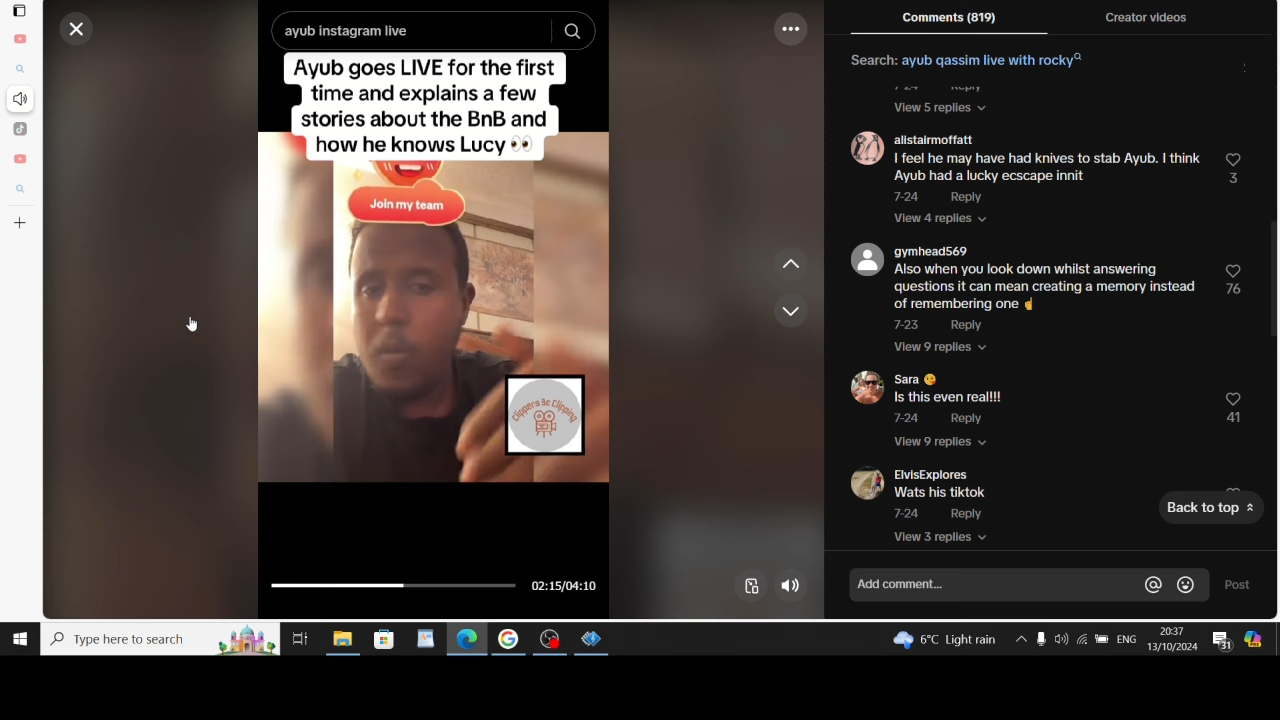 ayub instagram live
Ayub goes LIVE for the first
time and explains a few
stories about the BnB and
how he knows Lucy 👀
Join my team
Clippers Be Clipping
02:15/04:10
Comments (819)
Creator videos
Search: ayub qassim live with rocky
7-24 Reply
View 5 replies
alistairmoffatt
I feel he may have had knives to stab Ayub. I think
Ayub had a lucky ecscape innit
3
7-24 Reply
View 4 replies
gymhead569
Also when you look down whilst answering
questions it can mean creating a memory instead
of remembering one ☝️
76
7-23 Reply
View 9 replies
Sara 😘
Is this even real!!!
41
7-24 Reply
View 9 replies
ElvisExplores
Wats his tiktok
7-24 Reply
View 3 replies
Back to top
Add comment...
Post
Type here to search
6°C Light rain
ENG
20:37
13/10/2024
31